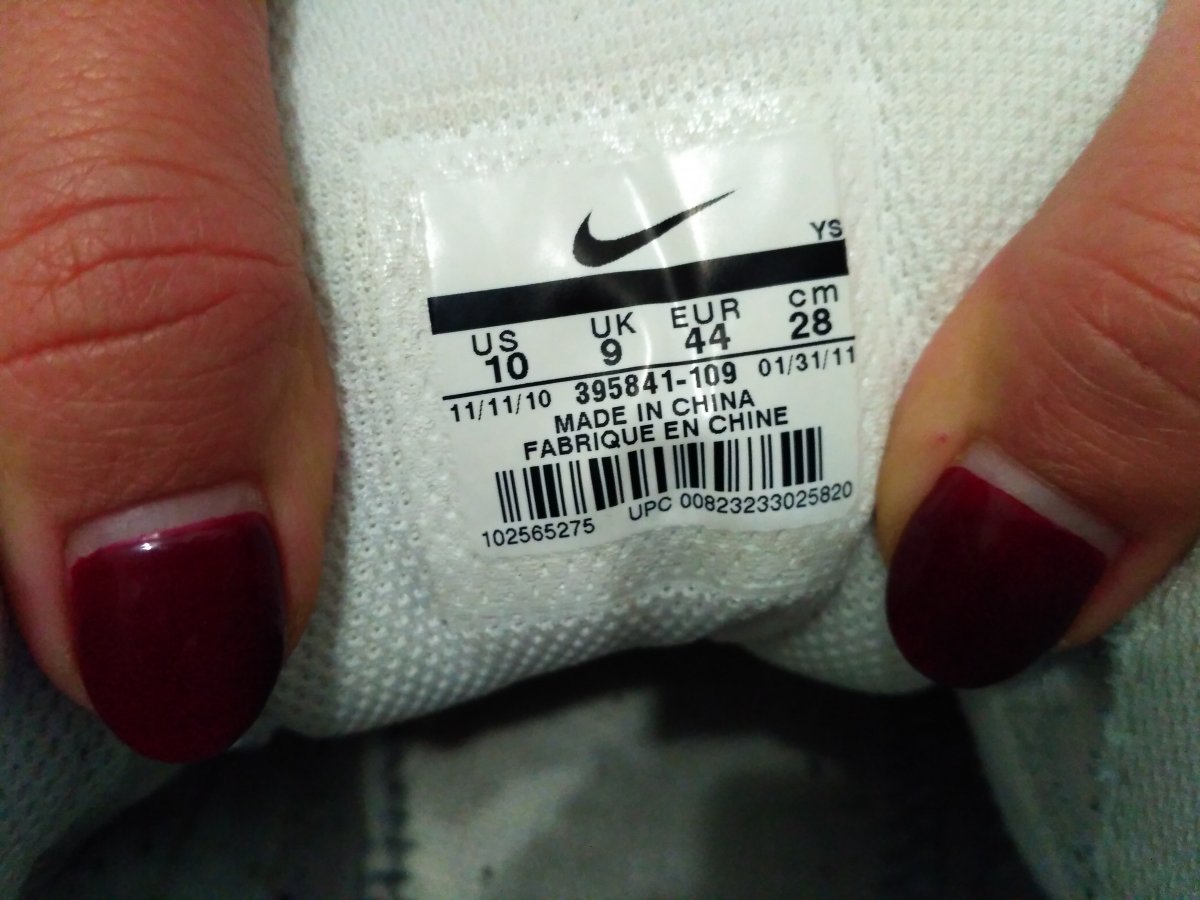 YS
US UK EUR cm
10 9 44 28
11/11/10 395841-109 01/31/11
MADE IN CHINA
FABRIQUE EN CHINE
102565275 UPC 00823233025820